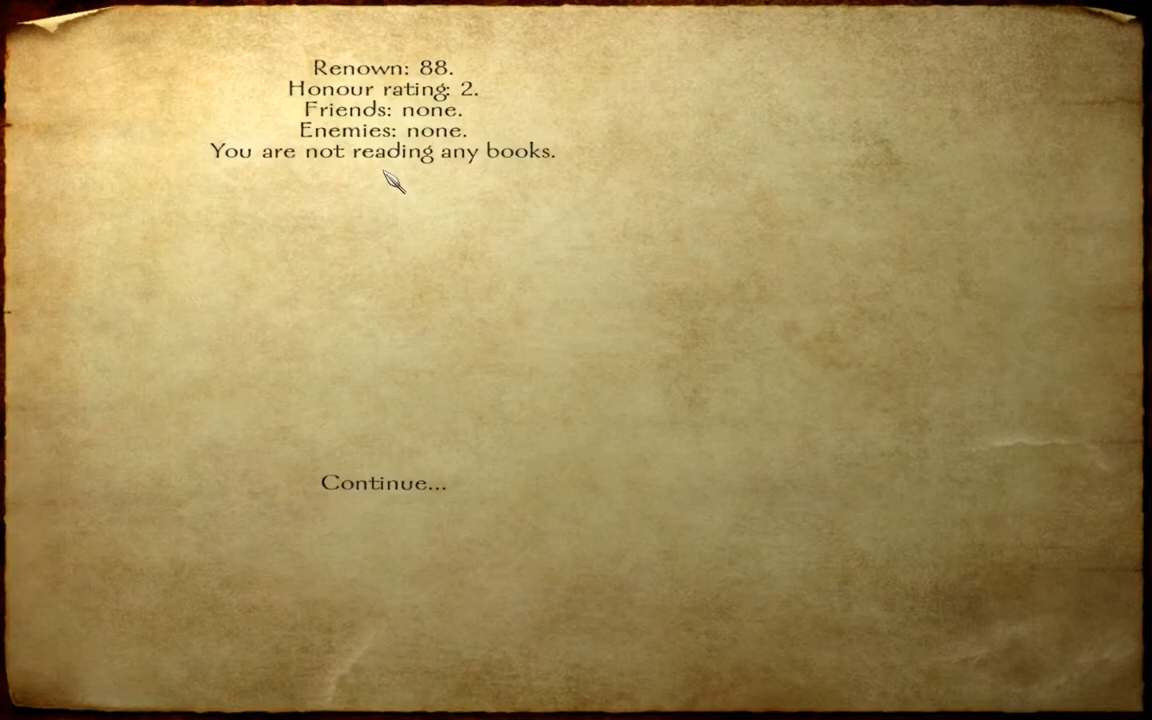 Renown: 88.
Honour rating: 2.
Friends: none.
Enemies: none.
You are not reading any books.
Continue...